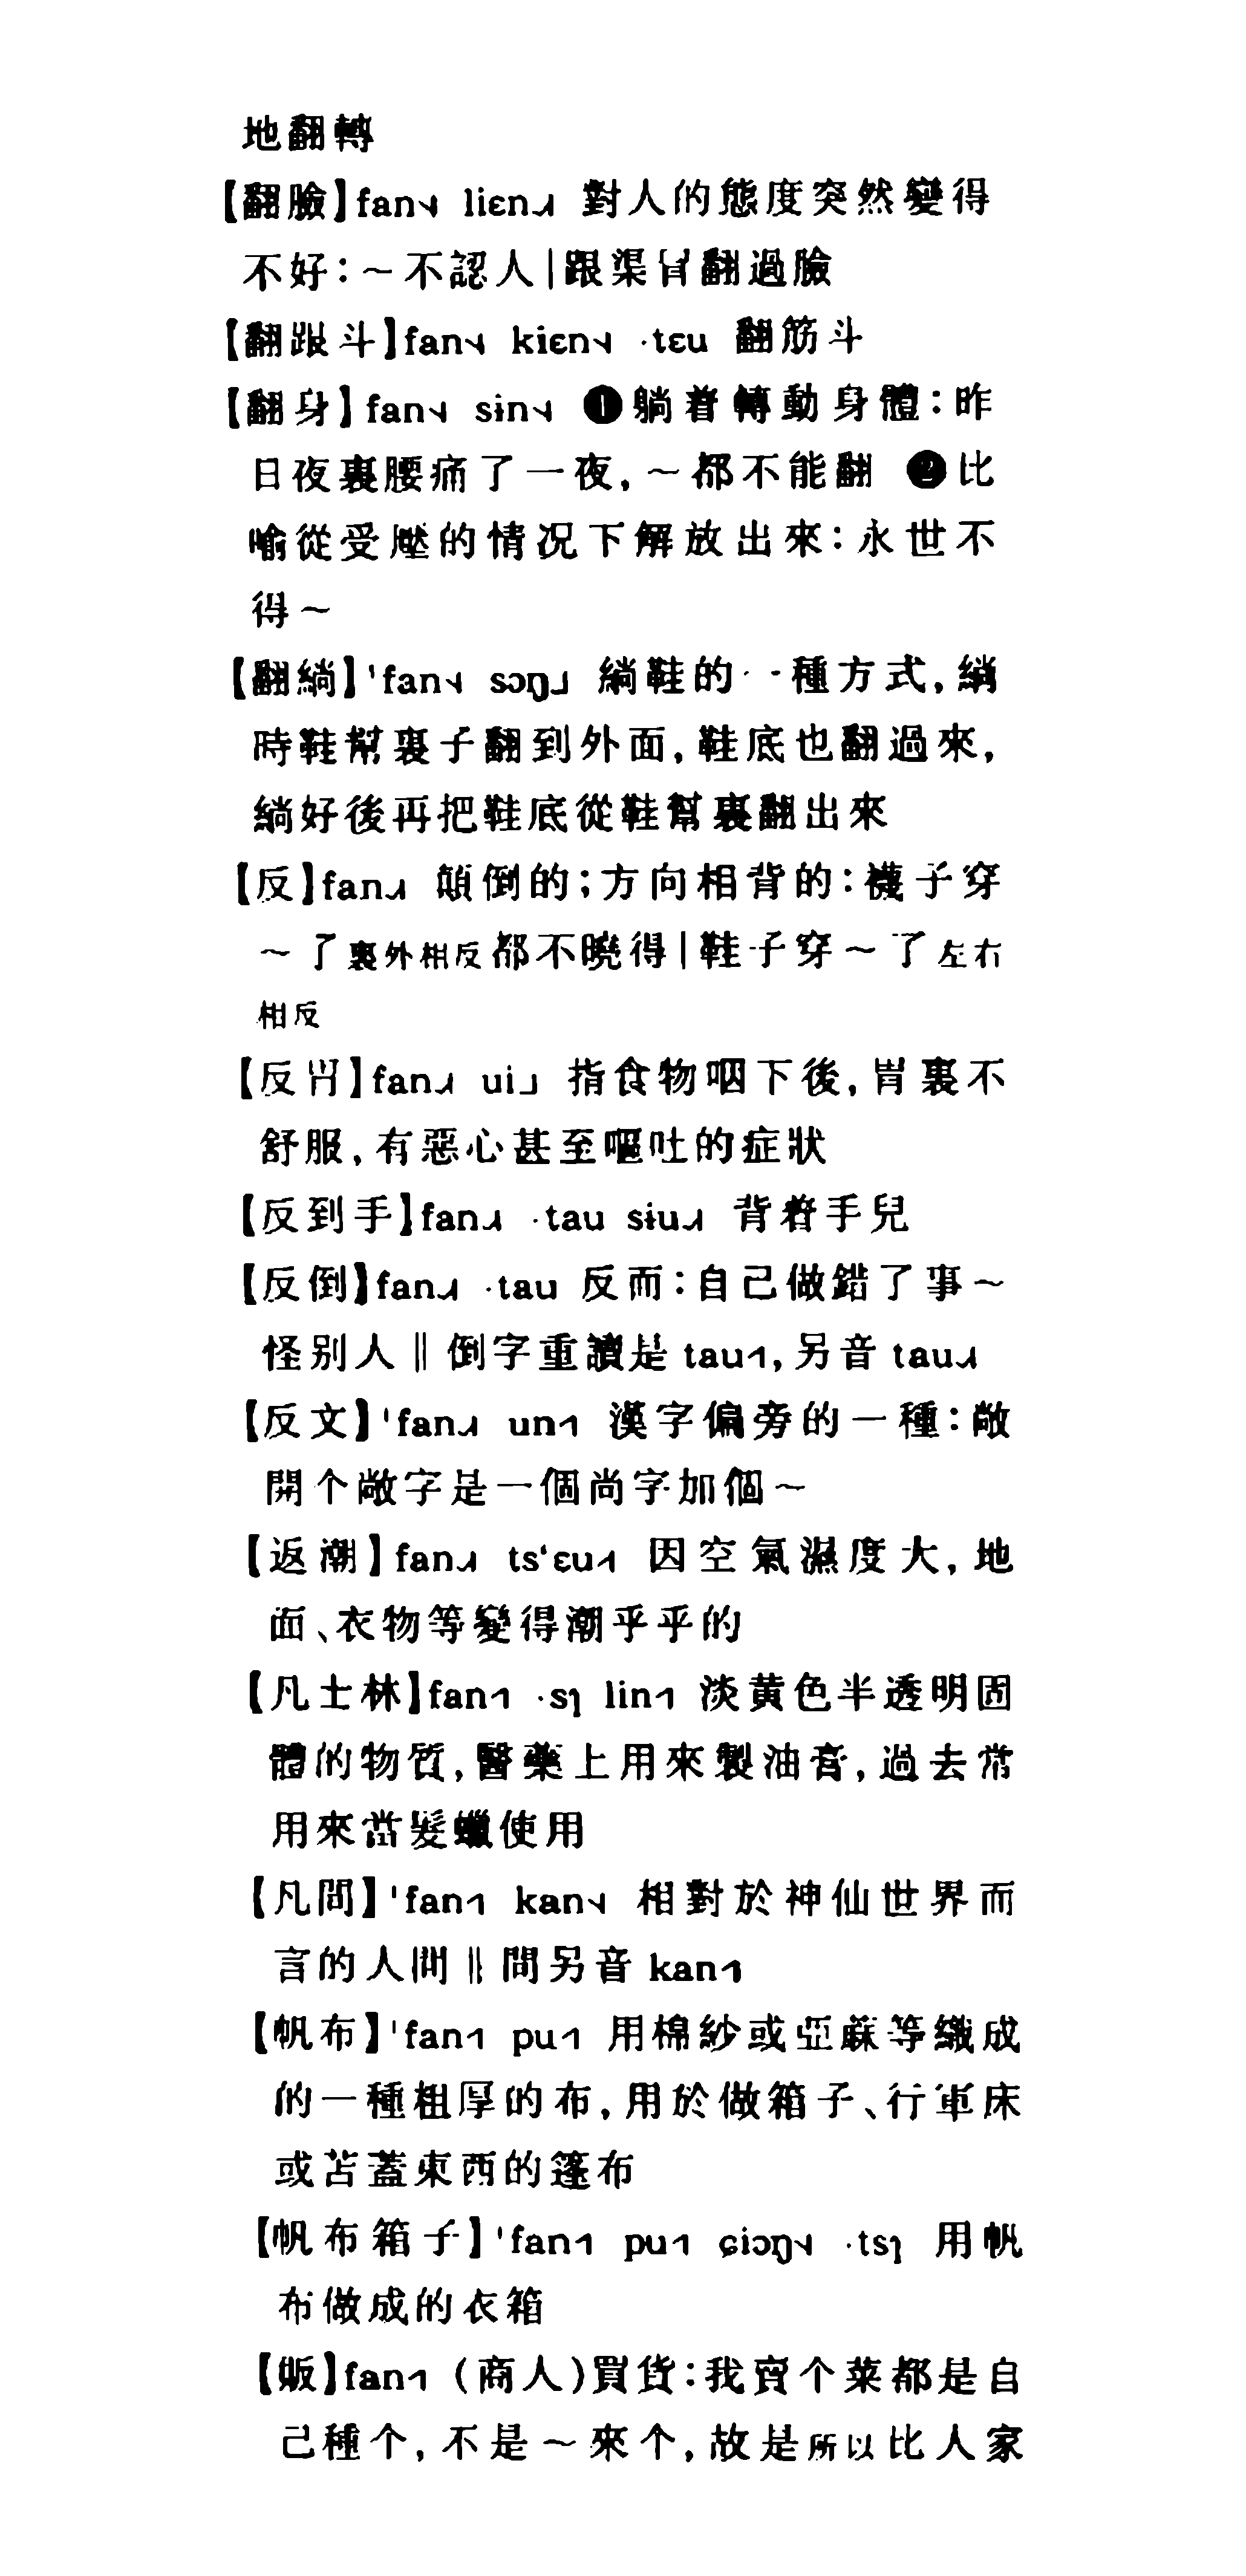 地翻轉
【翻臉】fan˦˨ liɛn˨˩˧ 對人的態度突然變得
不好：～不認人|跟渠冒翻過臉
【翻跟斗】fan˦˨ kiɛn˦˨ ·tɛu 翻筋斗
【翻身】fan˦˨ sɨn˦˨ ❶躺着轉動身體：昨
日夜裏腰痛了一夜，～都不能翻 ❷比
喻從受壓的情况下解放出來：永世不
得～
【翻緔】ˈfan˦˨ sɔŋ˨˩ 緔鞋的一種方式，緔
時鞋幫裏子翻到外面，鞋底也翻過來，
緔好後再把鞋底從鞋幫裏翻出來
【反】fan˨˩˧ 顛倒的；方向相背的：襪子穿
～了裏外相反都不曉得|鞋子穿～了左右
相反
【反胃】fan˨˩˧ ui˨˩ 指食物咽下後，胃裏不
舒服，有惡心甚至嘔吐的症狀
【反到手】fan˨˩˧ ·tau sɨu˨˩˧ 背着手兒
【反倒】fan˨˩˧ ·tau 反而：自己做錯了事～
怪别人‖倒字重讀是 tau˦˥，另音 tau˨˩˧
【反文】ˈfan˨˩˧ un˦˥ 漢字偏旁的一種：敞
開个敞字是一個尚字加個～
【返潮】fan˨˩˧ tsʻɛu˨˦ 因空氣濕度大，地
面、衣物等變得潮乎乎的
【凡士林】fan˦˥ ·sɿ lin˦˥ 淡黄色半透明固
體的物質，醫藥上用來製油膏，過去常
用來當髮蠟使用
【凡間】ˈfan˦˥ kan˦˨ 相對於神仙世界而
言的人間‖間另音 kan˦˥
【帆布】ˈfan˦˥ pu˦˥ 用棉紗或亞蔴等織成
的一種粗厚的布，用於做箱子、行軍床
或苫蓋東西的篷布
【帆布箱子】ˈfan˦˥ pu˦˥ ɕiɔŋ˦˨ ·tsɿ 用帆
布做成的衣箱
【販】fan˦˥ (商人)買貨：我賣个菜都是自
己種个，不是～來个，故是所以比人家